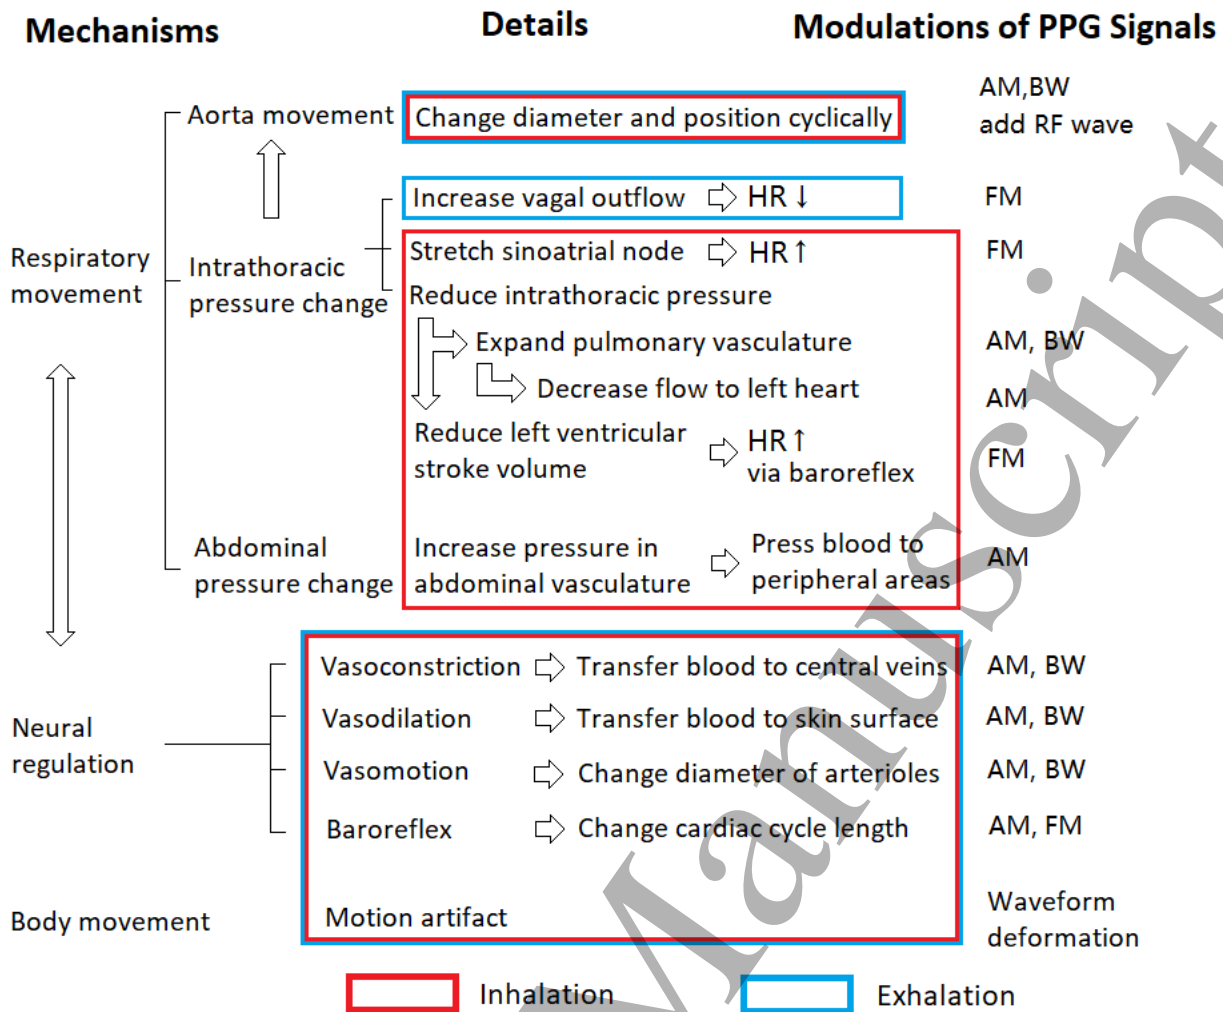 Mechanisms Details Modulations of PPG Signals
Aorta movement Change diameter and position cyclically AM,BW
add RF wave
Increase vagal outflow ⇨ HR ↓ FM
Respiratory
movement
Intrathoracic
pressure change
Stretch sinoatrial node ⇨ HR ↑ FM
Reduce intrathoracic pressure
Expand pulmonary vasculature AM, BW
Decrease flow to left heart AM
Reduce left ventricular
stroke volume ⇨ HR ↑
via baroreflex FM
Abdominal
pressure change
Increase pressure in
abdominal vasculature ⇨ Press blood to
peripheral areas AM
Neural
regulation
Vasoconstriction ⇨ Transfer blood to central veins AM, BW
Vasodilation ⇨ Transfer blood to skin surface AM, BW
Vasomotion ⇨ Change diameter of arterioles AM, BW
Baroreflex ⇨ Change cardiac cycle length AM, FM
Body movement Motion artifact Waveform
deformation
Inhalation Exhalation
Manuscript